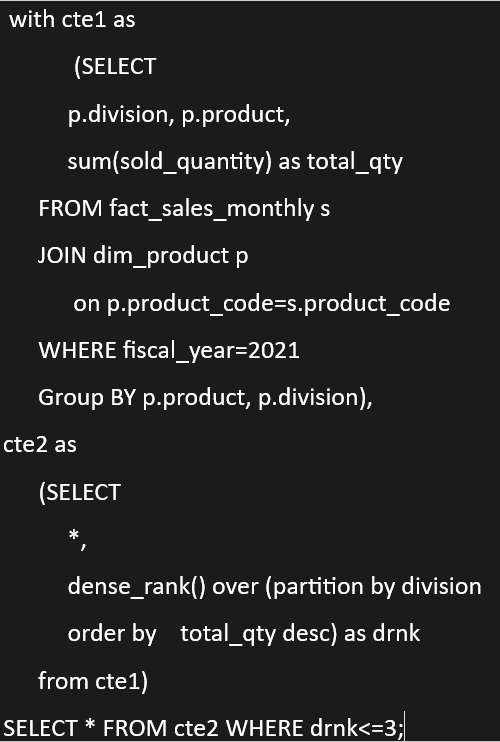 with cte1 as
(SELECT
p.division, p.product,
sum(sold_quantity) as total_qty
FROM fact_sales_monthly s
JOIN dim_product p
on p.product_code=s.product_code
WHERE fiscal_year=2021
Group BY p.product, p.division),
cte2 as
(SELECT
*,
dense_rank() over (partition by division
order by    total_qty desc) as drnk
from cte1)
SELECT * FROM cte2 WHERE drnk<=3;